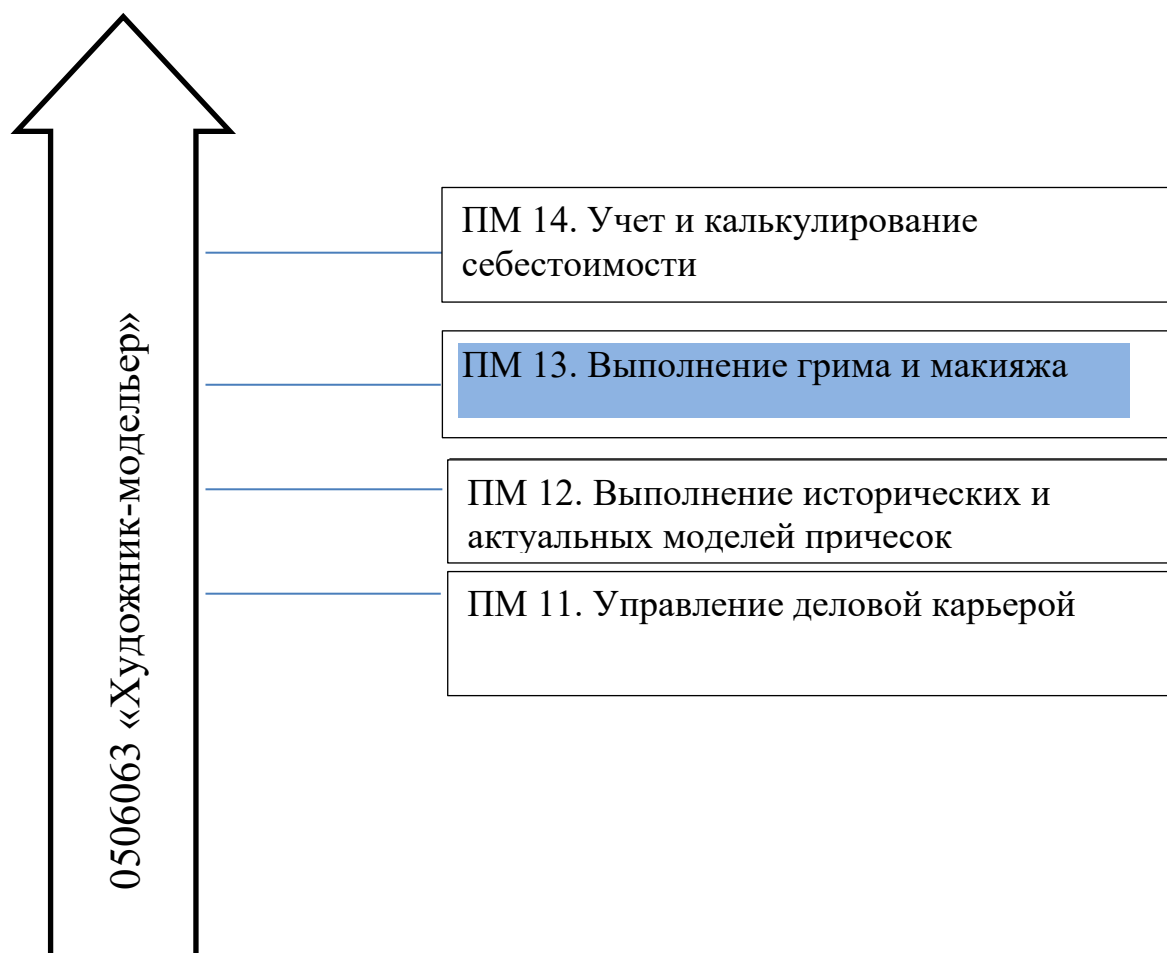 ПМ 14. Учет и калькулирование
себестоимости
ПМ 13. Выполнение грима и макияжа
ПМ 12. Выполнение исторических и
актуальных моделей причесок
ПМ 11. Управление деловой карьерой
0506063 «Художник-модельер»